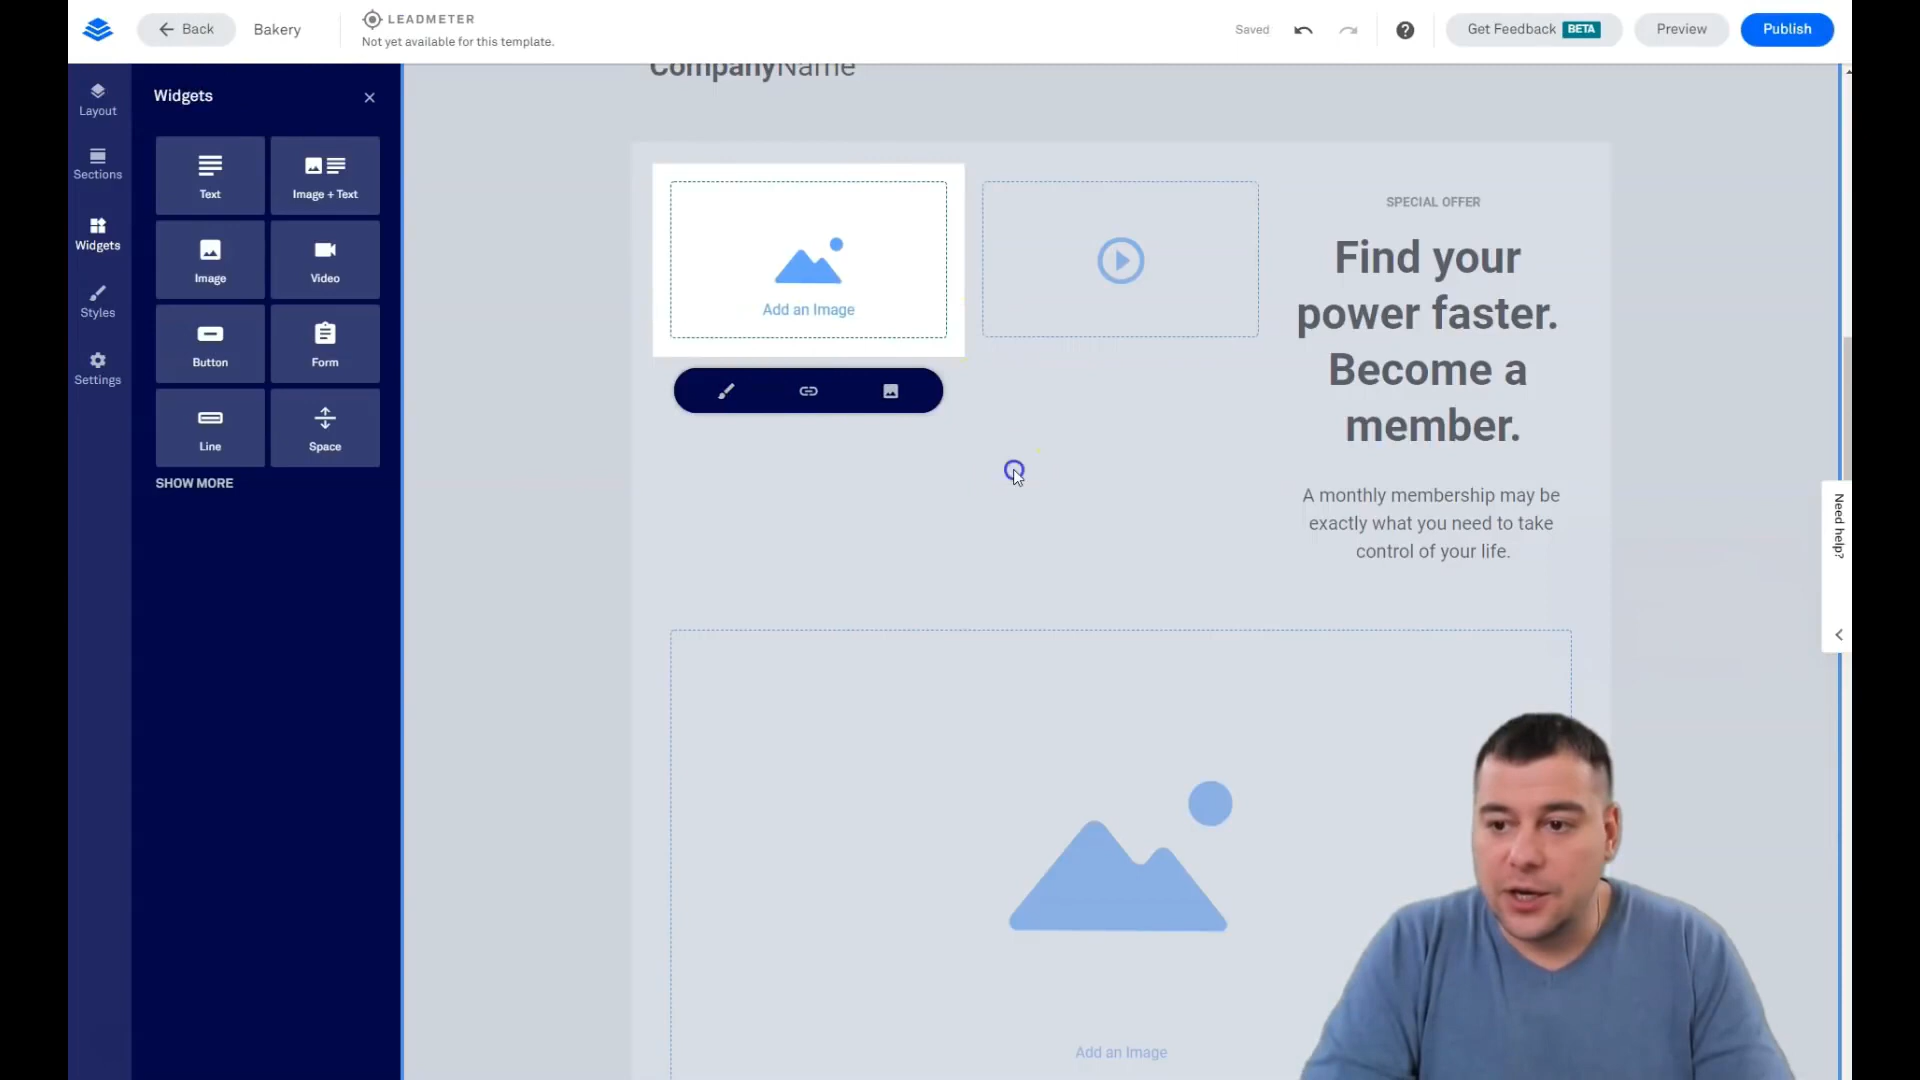 Back
Bakery
LEADMETER
Not yet available for this template.
Saved
Get Feedback BETA
Preview
Publish
Layout
Sections
Widgets
Styles
Settings
Widgets
Text
Image + Text
Image
Video
Button
Form
Line
Space
SHOW MORE
CompanyName
Add an Image
SPECIAL OFFER
Find your
power faster.
Become a
member.
A monthly membership may be
exactly what you need to take
control of your life.
Add an Image
Need help?